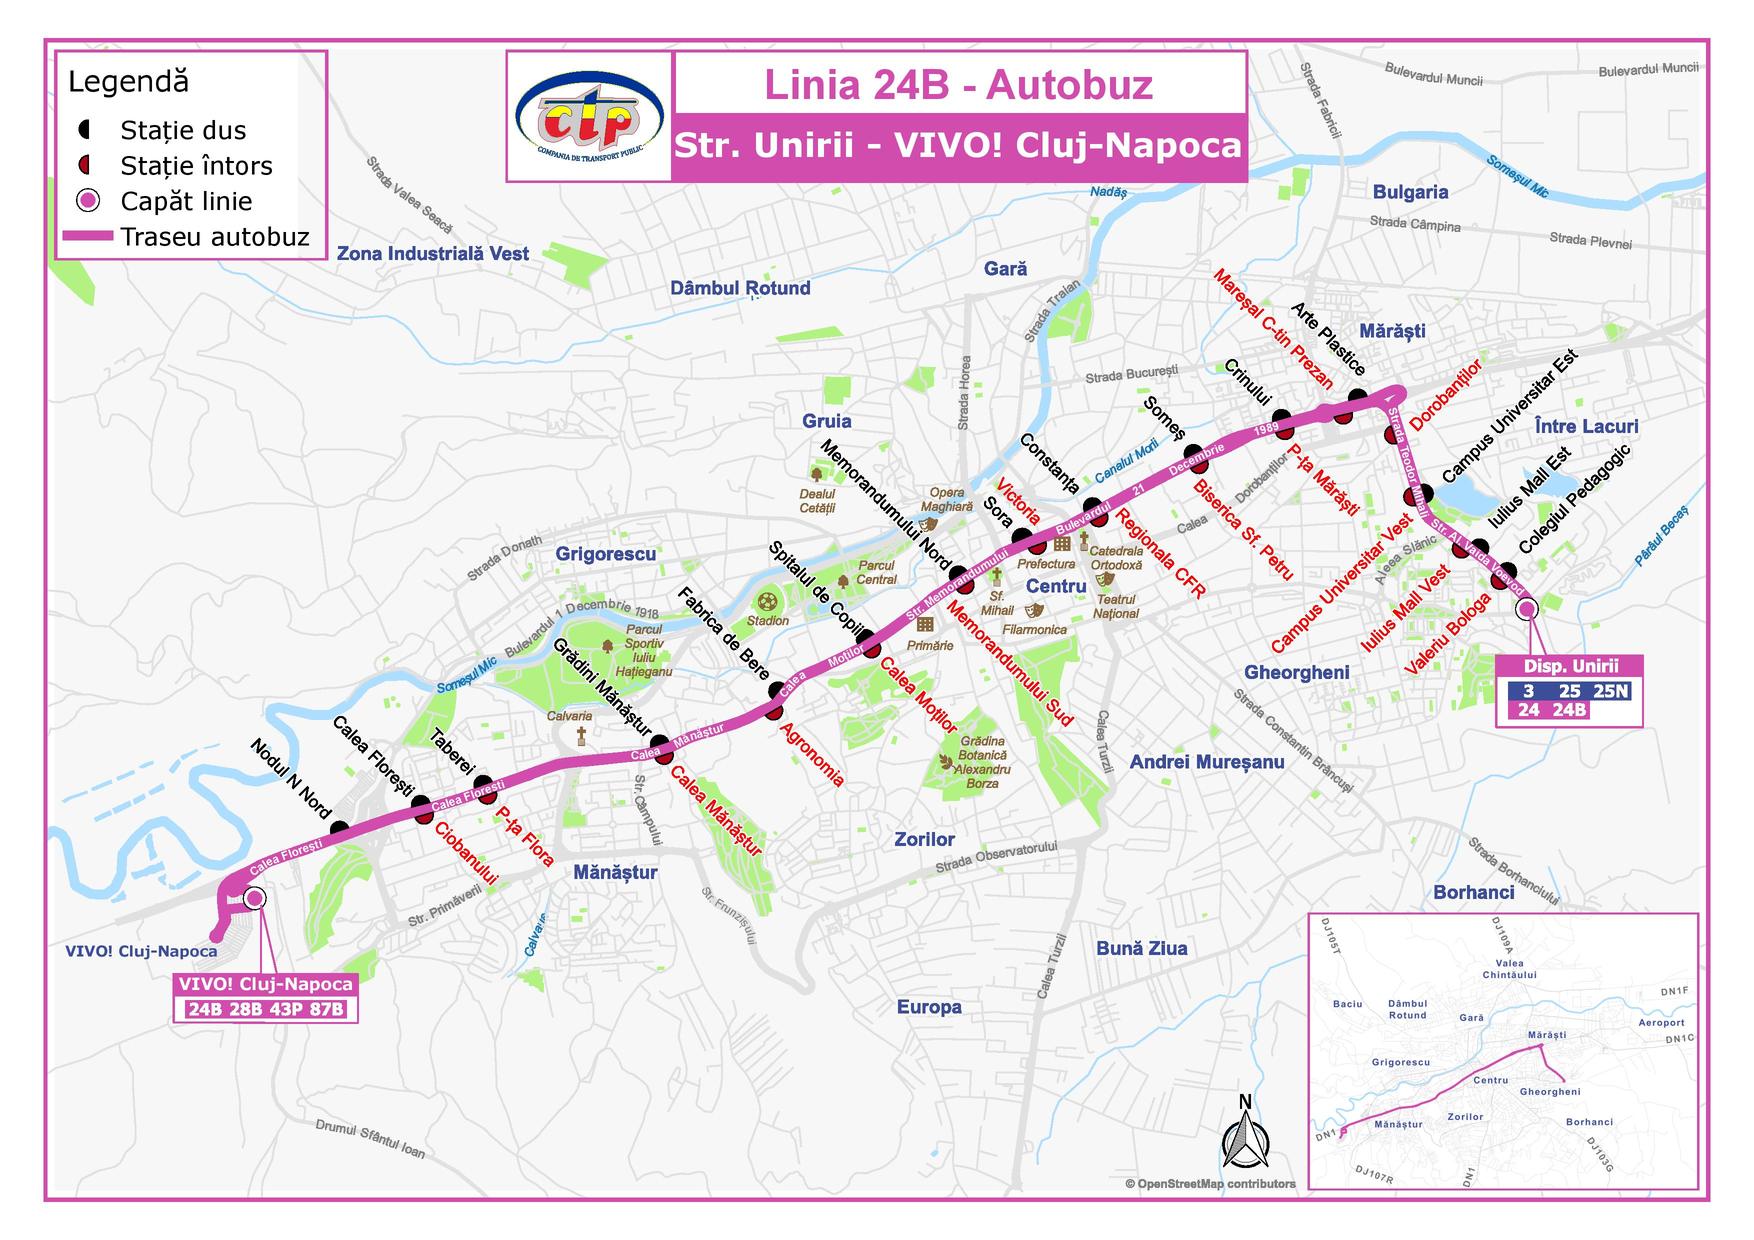 Legendă
Stație dus
Stație întors
Capăt linie
Traseu autobuz
ctp
COMPANIA DE TRANSPORT PUBLIC
Linia 24B - Autobuz
Str. Unirii - VIVO! Cluj-Napoca
Strada Fabricii
Bulevardul Muncii
Bulevardul Muncii
Someșul Mic
Nadăș
Bulgaria
Strada Câmpina
Strada Plevnei
Strada Valea Seacă
Zona Industrială Vest
Dâmbul Rotund
Gară
Strada Traian
Mareșal C-tin Prezan
Arte Plastice
Mărăști
Strada Horea
Strada București
Crinului
Dorobanților
Campus Universitar Est
Gruia
Someș
1989
Strada Teodor Mihali
Între Lacuri
Memorandumului Nord
Constanța
Canalul Morii
Decembrie
Dorobanților
P-ța Mărăști
Iulius Mall Est
Colegiul Pedagogic
Dealul
Cetății
Opera
Maghiară
Victoria
Sora
21
Bulevardul
Biserica Sf. Petru
Calea
Campus Universitar Vest
Str. Al. Vaida Voevod
Pârâul Becaș
Strada Donath
Grigorescu
Spitalul de Copii
Parcul
Central
Prefectura
Catedrala
Ortodoxă
Regionala CFR
Aleea Slănic
Iulius Mall Vest
Valeriu Bologa
Centru
Str. Memorandumului
Sf.
Mihail
Teatrul
Național
Filarmonica
Primărie
Stadion
Fabrica de Bere
Bulevardul 1 Decembrie 1918
Parcul
Sportiv
Iuliu
Hațieganu
Grădini Mănăștur
Someșul Mic
Calea Moților
Memorandumului Sud
Calea Moților
Gheorgheni
Disp. Unirii
3 25 25N
24 24B
Strada Constantin Brâncuși
Calvaria
Calea Florești
Nodul N Nord
Taberei
Calea Mănăștur
Agronomia
Grădina
Botanică
Alexandru
Borza
Calea Turzii
Andrei Mureșanu
Calea Florești
Str. Câmpului
Calea Mănăștur
P-ța Flora
Ciobanului
Calea Florești
Zorilor
Strada Observatorului
Mănăștur
Strada Borhanciului
Borhanci
Str. Primăverii
Str. Frunzișului
Calvaria
VIVO! Cluj-Napoca
VIVO! Cluj-Napoca
24B 28B 43P 87B
Bună Ziua
Calea Turzii
Europa
Drumul Sfântul Ioan
N
© OpenStreetMap contributors
DJ105T
DJ109A
Valea
Chintăului
Baciu
Dâmbul
Rotund
Gară
DN1F
Aeroport
Mărăști
DN1C
Grigorescu
Centru
Gheorgheni
Zorilor
Borhanci
Mănăștur
DN1
DJ107R
DN1
DJ103G